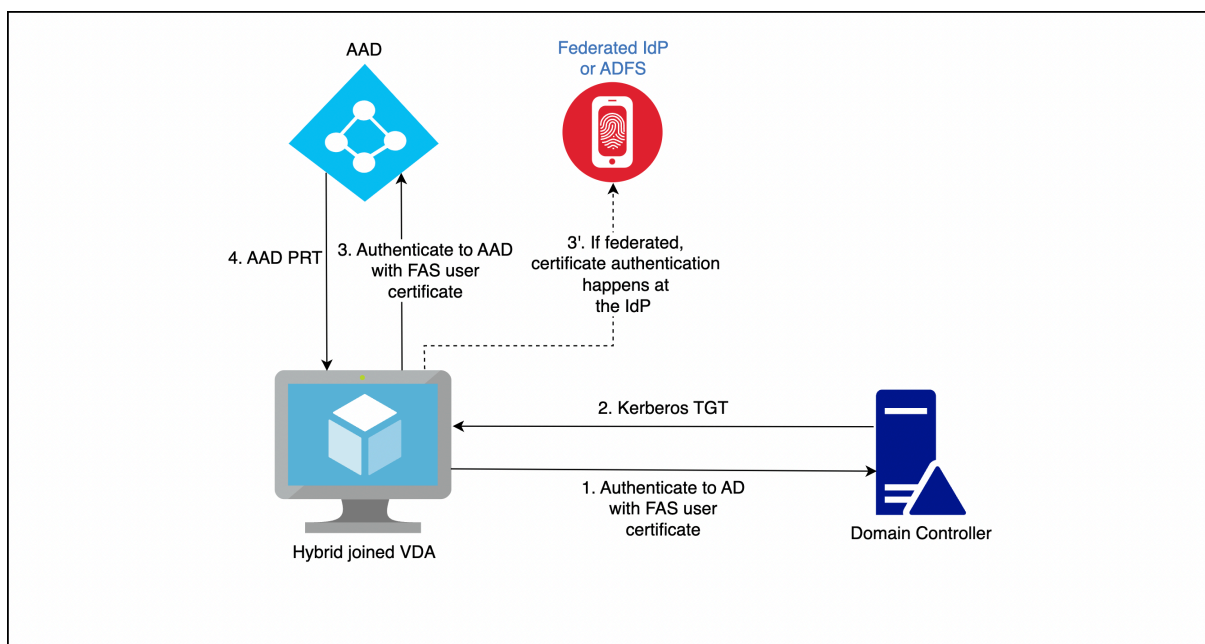 AAD
Federated IdP
or ADFS
4. AAD PRT
3. Authenticate to AAD
with FAS user
certificate
3'. If federated,
certificate authentication
happens at
the IdP
2. Kerberos TGT
1. Authenticate to AD
with FAS user
certificate
Hybrid joined VDA
Domain Controller